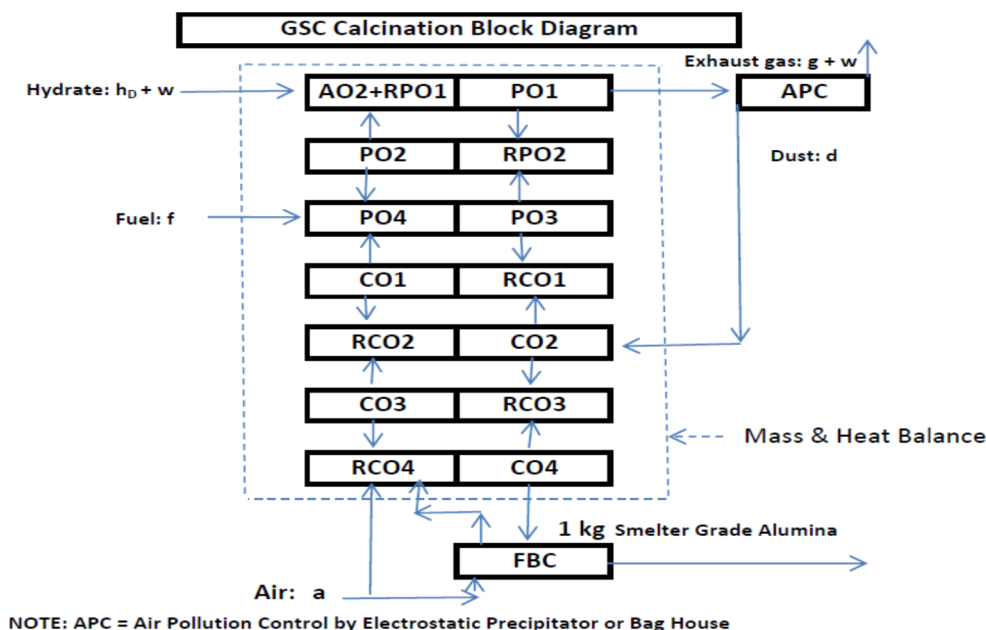 GSC Calcination Block Diagram
Exhaust gas: g + w
Hydrate: hD + w
AO2+RPO1 PO1 APC
PO2 RPO2 Dust: d
Fuel: f PO4 PO3
CO1 RCO1
RCO2 CO2
CO3 RCO3
Mass & Heat Balance
RCO4 CO4
1 kg Smelter Grade Alumina
FBC
Air: a
NOTE: APC = Air Pollution Control by Electrostatic Precipitator or Bag House